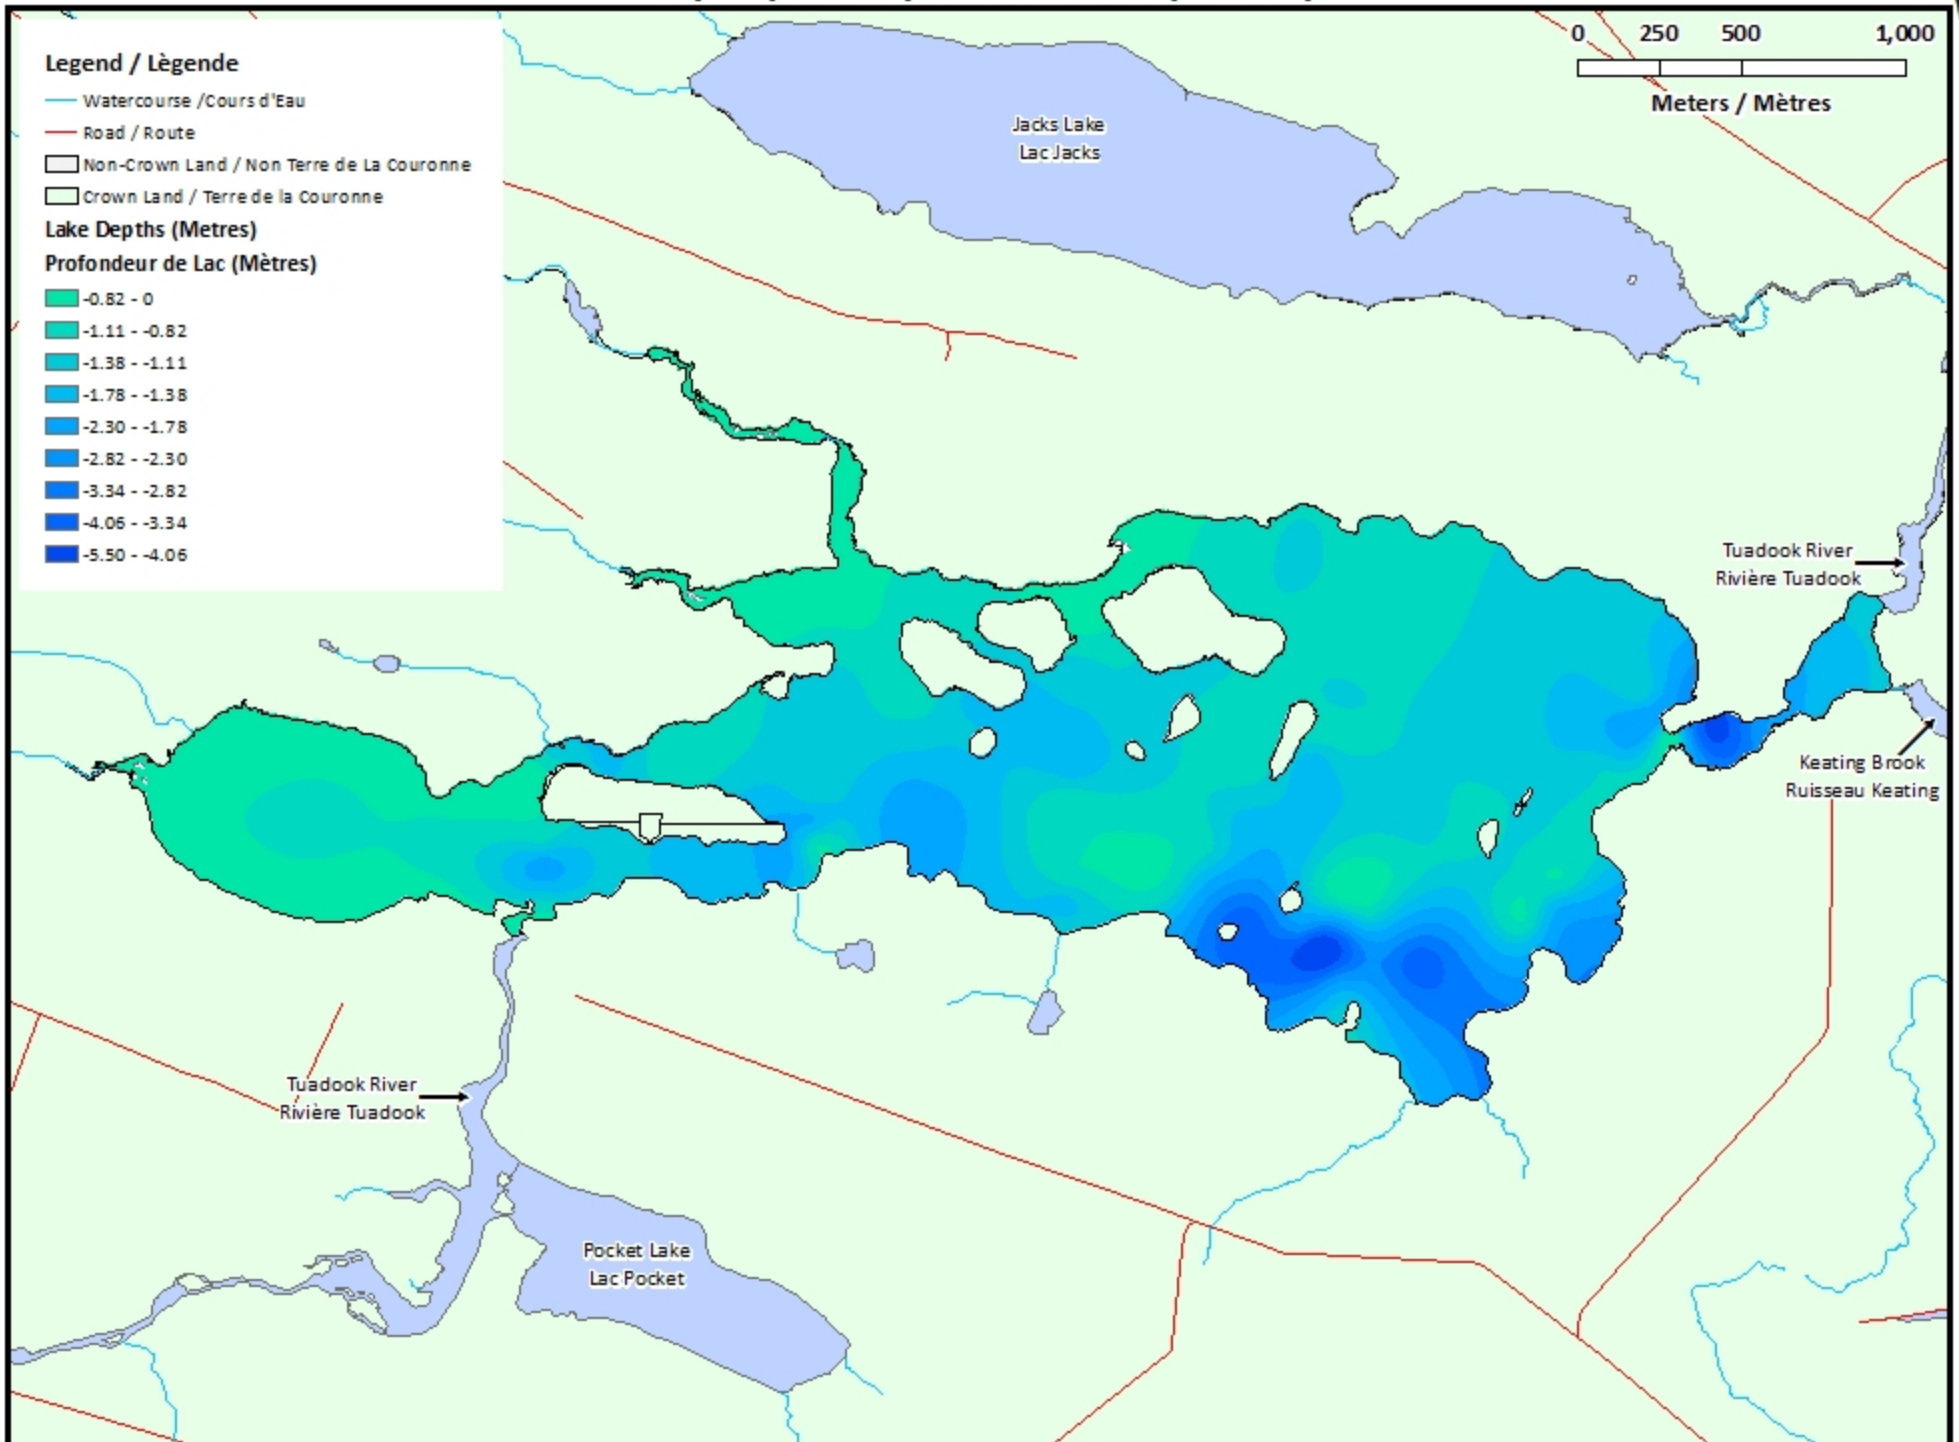 Legend / Lègende
Watercourse /Cours d'Eau
Road / Route
Non-Crown Land / Non Terre de La Couronne
Crown Land / Terre de la Couronne
Lake Depths (Metres)
Profondeur de Lac (Mètres)
-0.82 - 0
-1.11 - -0.82
-1.38 - -1.11
-1.78 - -1.38
-2.30 - -1.78
-2.82 - -2.30
-3.34 - -2.82
-4.06 - -3.34
-5.50 - -4.06
0 250 500 1,000
Meters / Mètres
Jacks Lake
Lac Jacks
Tuadook River
Rivière Tuadook
Keating Brook
Ruisseau Keating
Tuadook River
Rivière Tuadook
Pocket Lake
Lac Pocket